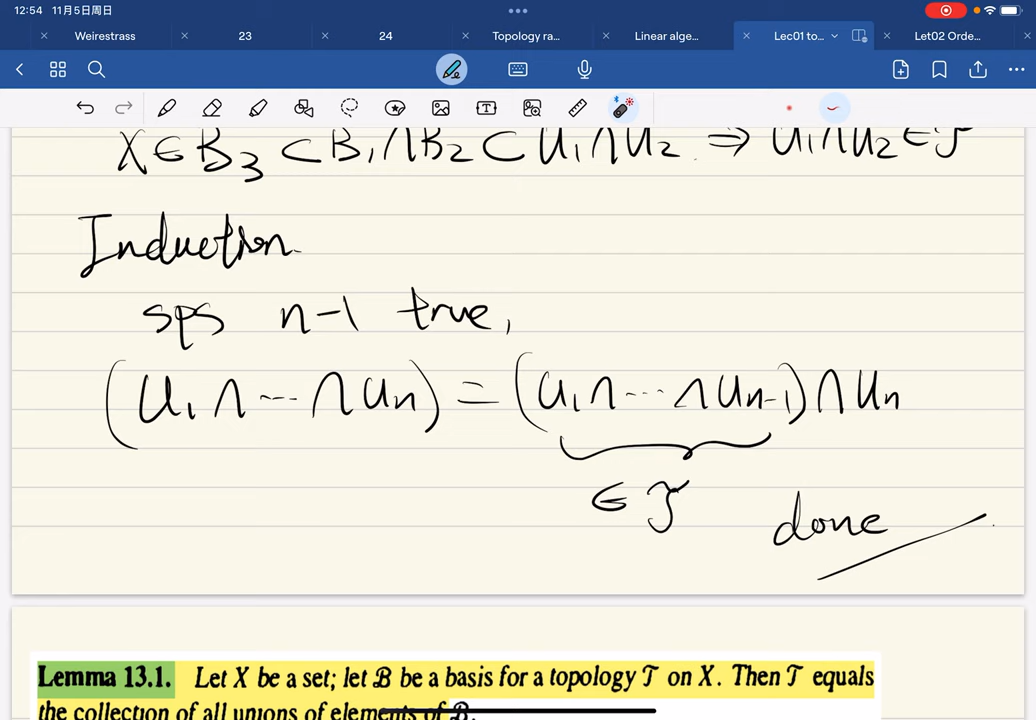 12:54 11月5日周日
Weirestrass 23 24 Topology ra... Linear alge... Lec01 to... Let02 Orde...
X ∈ B₃ ⊂ B₁ ∩ B₂ ⊂ U₁ ∩ U₂. ⇒ U₁ ∩ U₂ ∈ 𝒯
Induction.
sps n-1 true,
(U₁ ∩ ··· ∩ Uₙ) = (U₁ ∩ ··· ∩ Uₙ₋₁) ∩ Uₙ
∈ 𝒯
done
Lemma 13.1. Let X be a set; let ℬ be a basis for a topology 𝒯 on X. Then 𝒯 equals
the collection of all unions of elements of ℬ.